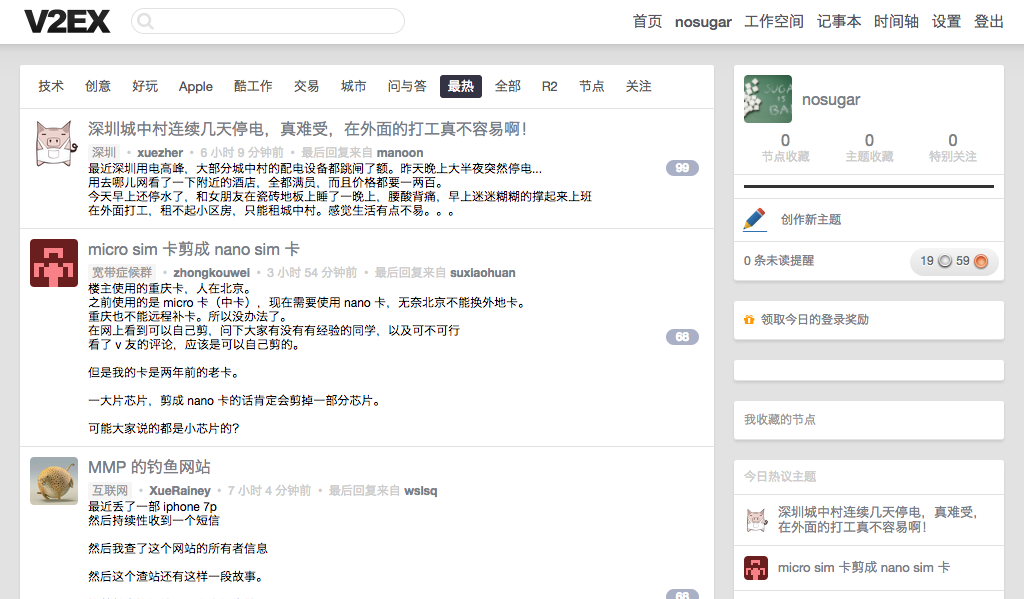 V2EX
首页 nosugar 工作空间 记事本 时间轴 设置 登出
技术 创意 好玩 Apple 酷工作 交易 城市 问与答 最热 全部 R2 节点 关注
深圳城中村连续几天停电，真难受，在外面的打工真不容易啊！
深圳 • xuezher • 6 小时 9 分钟前 • 最后回复来自 manoon
最近深圳用电高峰，大部分城中村的配电设备都跳闸了额。昨天晚上大半夜突然停电...
用去哪儿网看了一下附近的酒店，全都满员，而且价格都要一两百。
今天早上还停水了，和女朋友在瓷砖地板上睡了一晚上，腰酸背痛，早上迷迷糊糊的撑起来上班
在外面打工，租不起小区房，只能租城中村。感觉生活有点不易。。。
99
micro sim 卡剪成 nano sim 卡
宽带症候群 • zhongkouwei • 3 小时 54 分钟前 • 最后回复来自 suxiaohuan
楼主使用的重庆卡，人在北京。
之前使用的是 micro 卡（中卡），现在需要使用 nano 卡，无奈北京不能换外地卡。
重庆也不能远程补卡。所以没办法了。
在网上看到可以自己剪，问下大家有没有有经验的同学，以及可不可行
看了 v 友的评论，应该是可以自己剪的。
但是我的卡是两年前的老卡。
一大片芯片，剪成 nano 卡的话肯定会剪掉一部分芯片。
可能大家说的都是小芯片的?
68
MMP 的钓鱼网站
互联网 • XueRainey • 7 小时 4 分钟前 • 最后回复来自 wslsq
最近丢了一部 iphone 7p
然后持续性收到一个短信
然后我查了这个网站的所有者信息
然后这个渣站还有这样一段故事。
68
SUGA
IS
BA
nosugar
0 0 0
节点收藏 主题收藏 特别关注
创作新主题
0 条未读提醒 19 59
领取今日的登录奖励
我收藏的节点
今日热议主题
深圳城中村连续几天停电，真难受，
在外面的打工真不容易啊！
micro sim 卡剪成 nano sim 卡